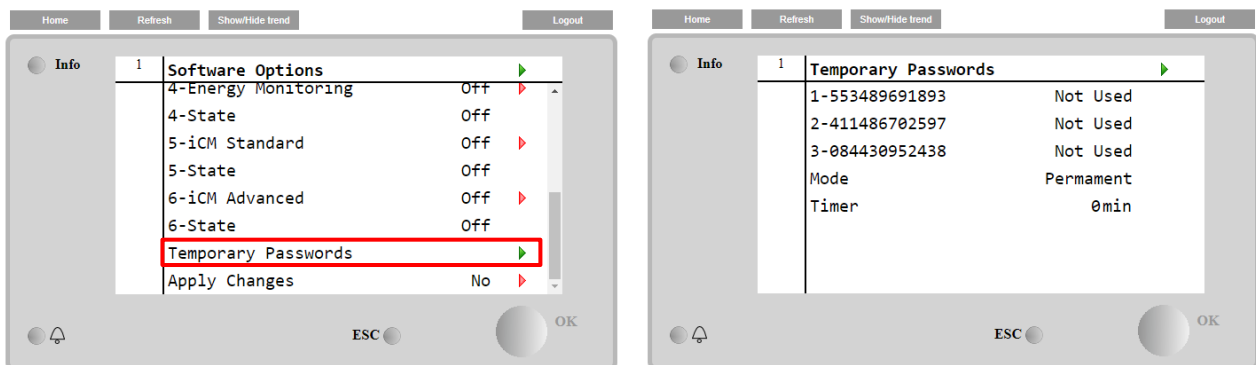 Home Refresh Show/Hide trend Logout
Info
1 Software Options
4-Energy Monitoring Off
4-State Off
5-iCM Standard Off
5-State Off
6-iCM Advanced Off
6-State Off
Temporary Passwords
Apply Changes No
ESC
OK
Home Refresh Show/Hide trend Logout
Info
1 Temporary Passwords
1-553489691893 Not Used
2-411486702597 Not Used
3-084430952438 Not Used
Mode Permament
Timer 0min
ESC
OK